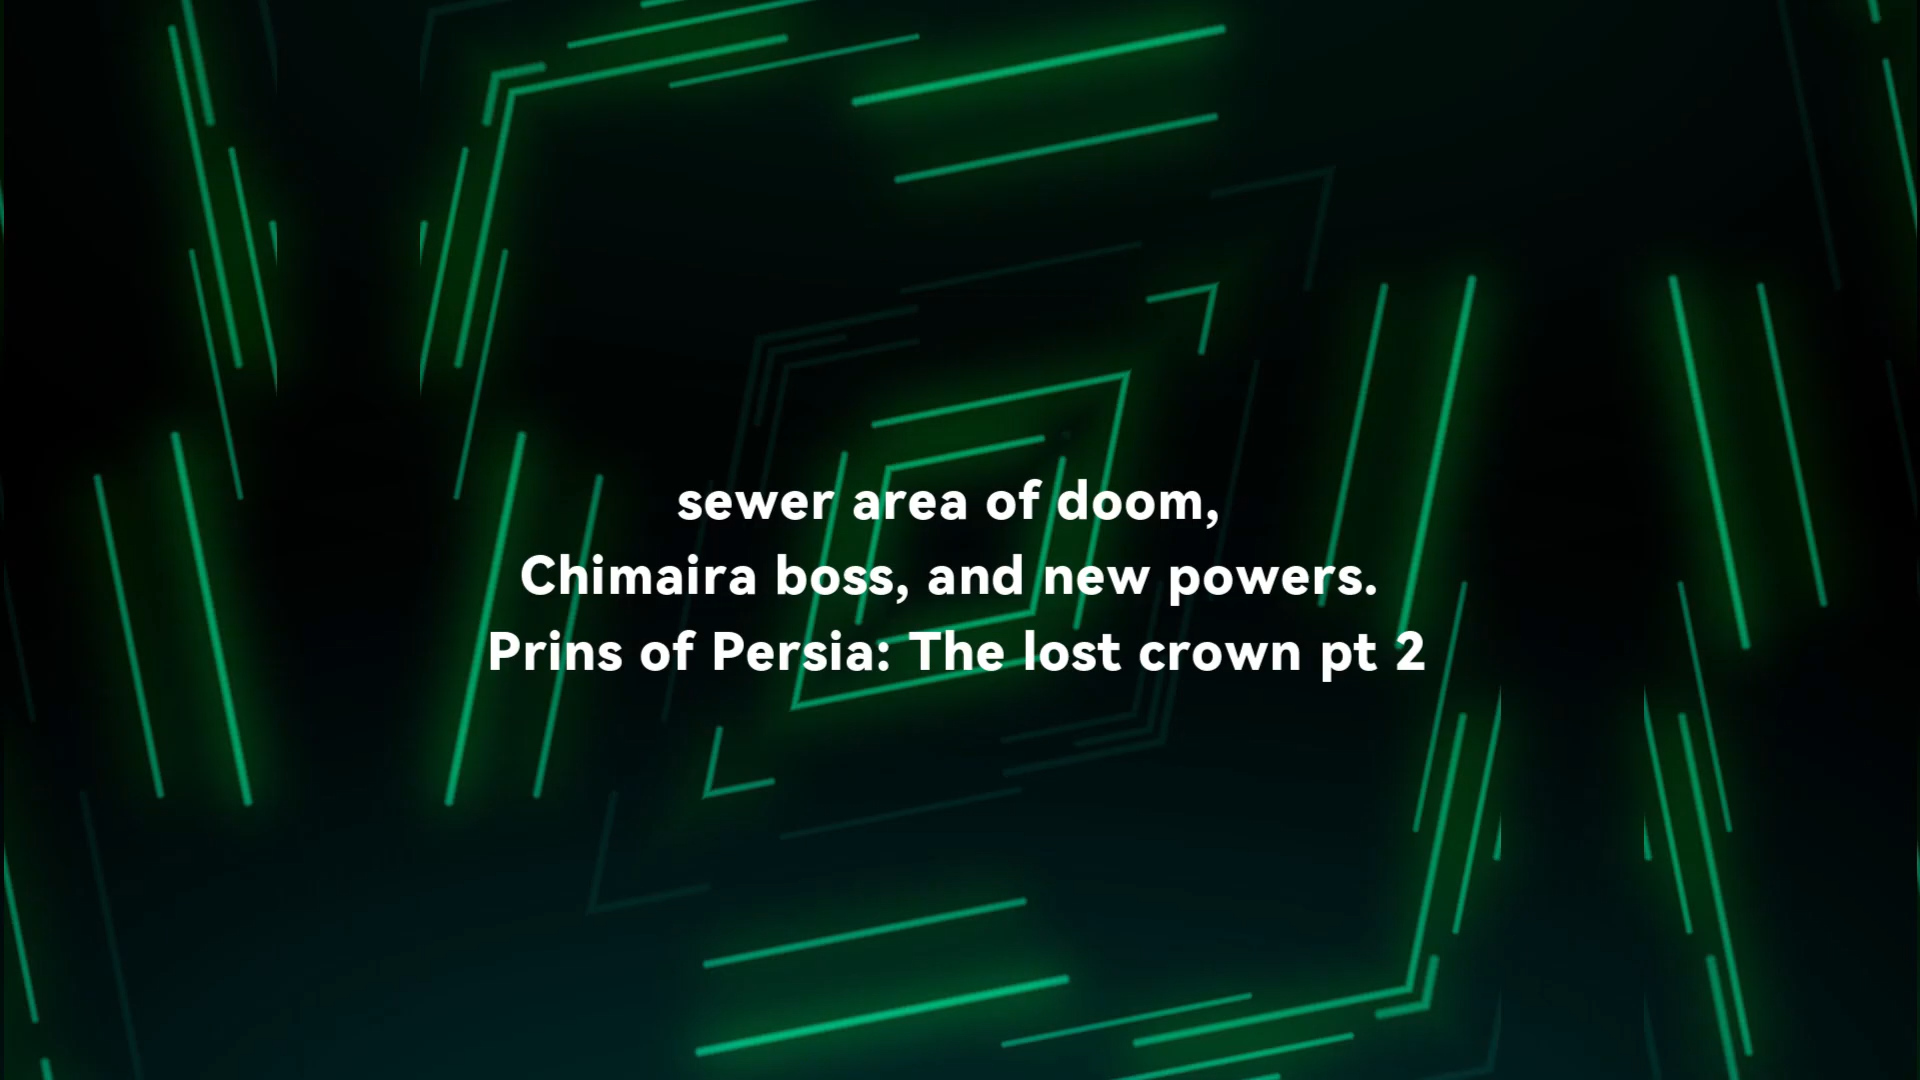 sewer area of doom,
Chimaira boss, and new powers.
Prins of Persia: The lost crown pt 2